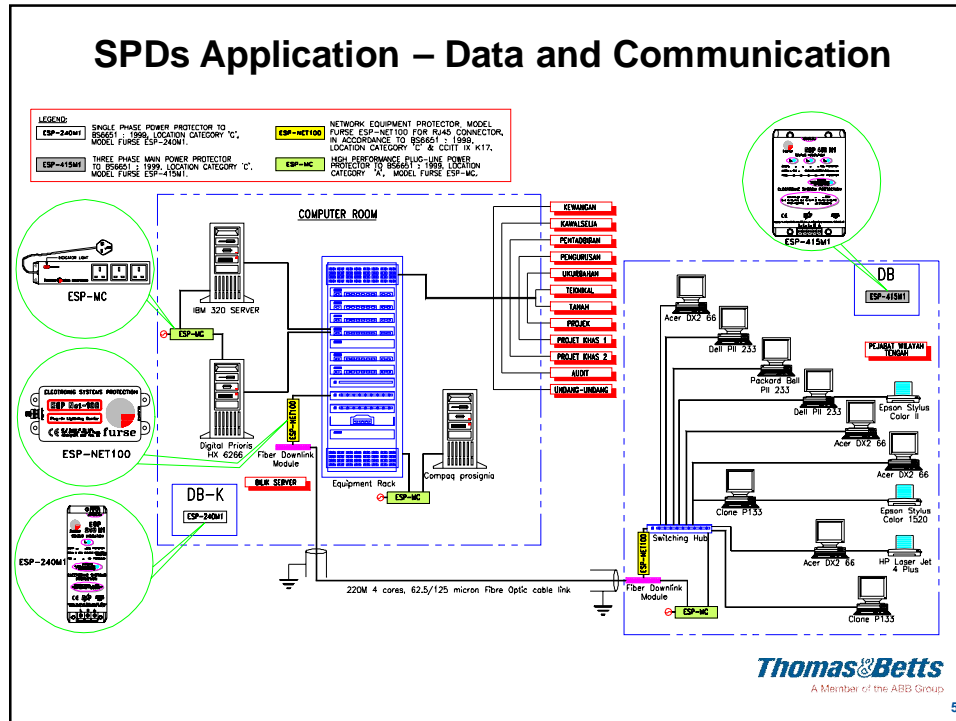 SPDs Application – Data and Communication
LEGEND:
ESP-240M1
SINGLE PHASE POWER PROTECTOR TO
BS6651 : 1999, LOCATION CATEGORY 'C',
MODEL FURSE ESP-240M1.
ESP-415M1
THREE PHASE MAIN POWER PROTECTOR
TO BS6651 : 1999, LOCATION CATEGORY 'C',
MODEL FURSE ESP-415M1.
ESP-NET100
NETWORK EQUIPMENT PROTECTOR, MODEL
FURSE ESP-NET100 FOR RJ45 CONNECTOR,
IN ACCORDANCE TO BS6651 : 1999,
LOCATION CATEGORY 'C' & CCITT IX K17.
ESP-MC
HIGH PERFORMANCE PLUG-LINE POWER
PROTECTOR TO BS6651 : 1999, LOCATION
CATEGORY 'A', MODEL FURSE ESP-MC.
INDICATOR LIGHT
ESP-MC
ELECTRONIC SYSTEMS PROTECTION
furse
ESP-NET100
ESP-240M1
COMPUTER ROOM
IBM 320 SERVER
ESP-MC
Digital Prioris
HX 6266
ESP-NET100
Fiber Downlink
Module
BILIK SERVER
DB-K
ESP-240M1
Equipment Rack
ESP-MC
Compaq prosignia
KEWANGAN
KAWALSELIA
PENTADBIRAN
PENGURUSAN
UKURBAHAN
TEKNIKAL
TANAH
PROJEK
PROJET KHAS 1
PROJET KHAS 2
AUDIT
UNDANG-UNDANG
ESP-415M1
DB
ESP-415M1
PEJABAT WILAYAH
TENGAH
Acer DX2 66
Dell PII 233
Packard Bell
PII 233
Dell PII 233
Epson Stylus
Color II
Acer DX2 66
Acer DX2 66
Clone P133
Epson Stylus
Color 1520
Switching Hub
Acer DX2 66
HP Laser Jet
4 Plus
Clone P133
ESP-NET100
Fiber Downlink
Module
ESP-MC
220M 4 cores, 62.5/125 micron Fibre Optic cable link
Thomas&Betts
A Member of the ABB Group
5